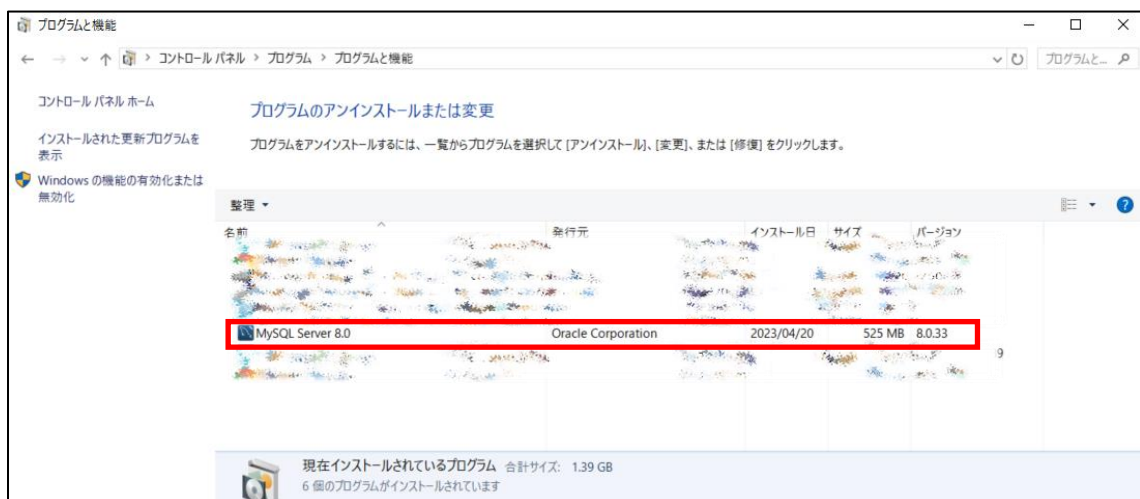 プログラムと機能
コントロール パネル > プログラム > プログラムと機能
プログラムと...
コントロール パネル ホーム
インストールされた更新プログラムを
表示
Windows の機能の有効化または
無効化
プログラムのアンインストールまたは変更
プログラムをアンインストールするには、一覧からプログラムを選択して [アンインストール]、[変更]、または [修復] をクリックします。
整理
名前 発行元 インストール日 サイズ バージョン
MySQL Server 8.0 Oracle Corporation 2023/04/20 525 MB 8.0.33
9
現在インストールされているプログラム 合計サイズ: 1.39 GB
6 個のプログラムがインストールされています